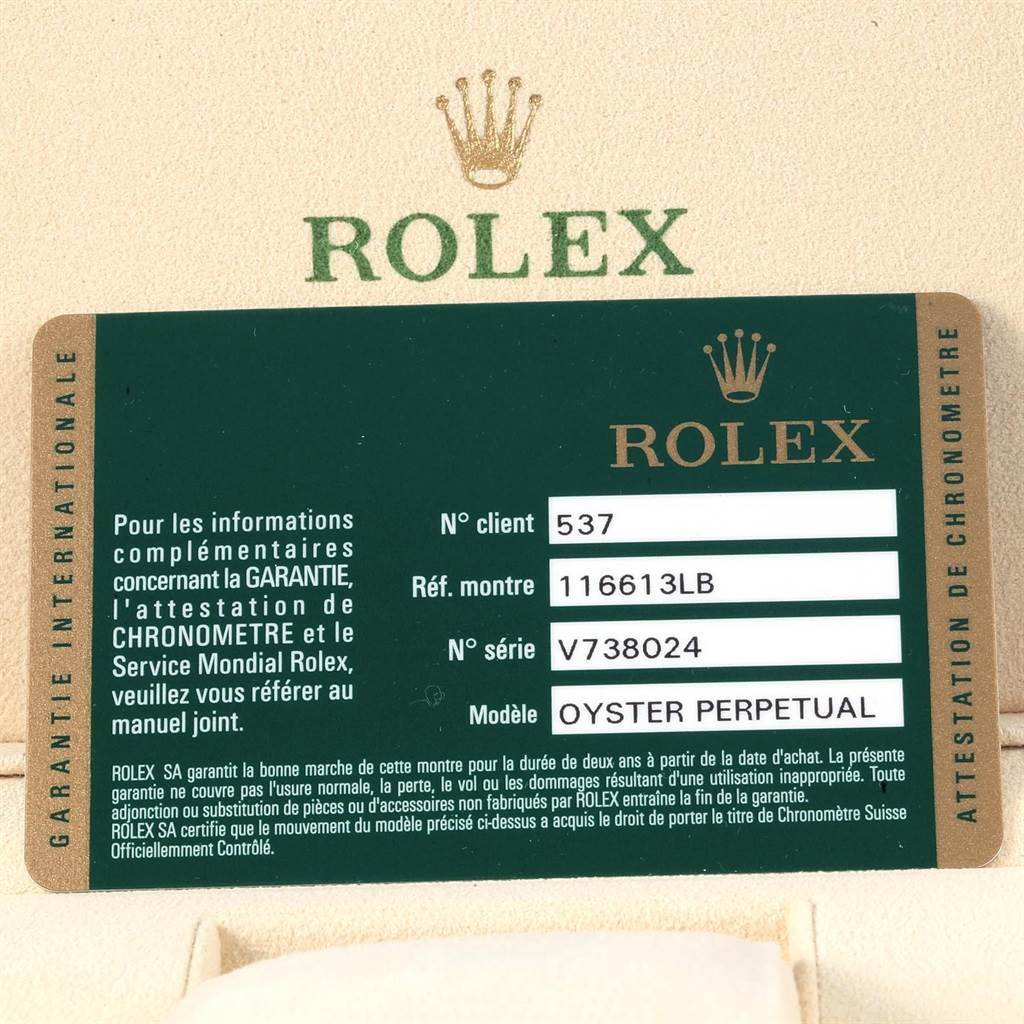 ROLEX
GARANTIE INTERNATIONALE
ROLEX
Pour les informations
complémentaires
concernant la GARANTIE,
l'attestation de
CHRONOMETRE et le
Service Mondial Rolex,
veuillez vous référer au
manuel joint.
N° client 537
Réf. montre 116613LB
N° série V738024
Modèle OYSTER PERPETUAL
ROLEX SA garantit la bonne marche de cette montre pour la durée de deux ans à partir de la date d'achat. La présente
garantie ne couvre pas l'usure normale, la perte, le vol ou les dommages résultant d'une utilisation inappropriée. Toute
adjonction ou substitution de pièces ou d'accessoires non fabriqués par ROLEX entraîne la fin de la garantie.
ROLEX SA certifie que le mouvement du modèle précisé ci-dessus a acquis le droit de porter le titre de Chronomètre Suisse
Officiellemment Contrôlé.
ATTESTATION DE CHRONOMETRE